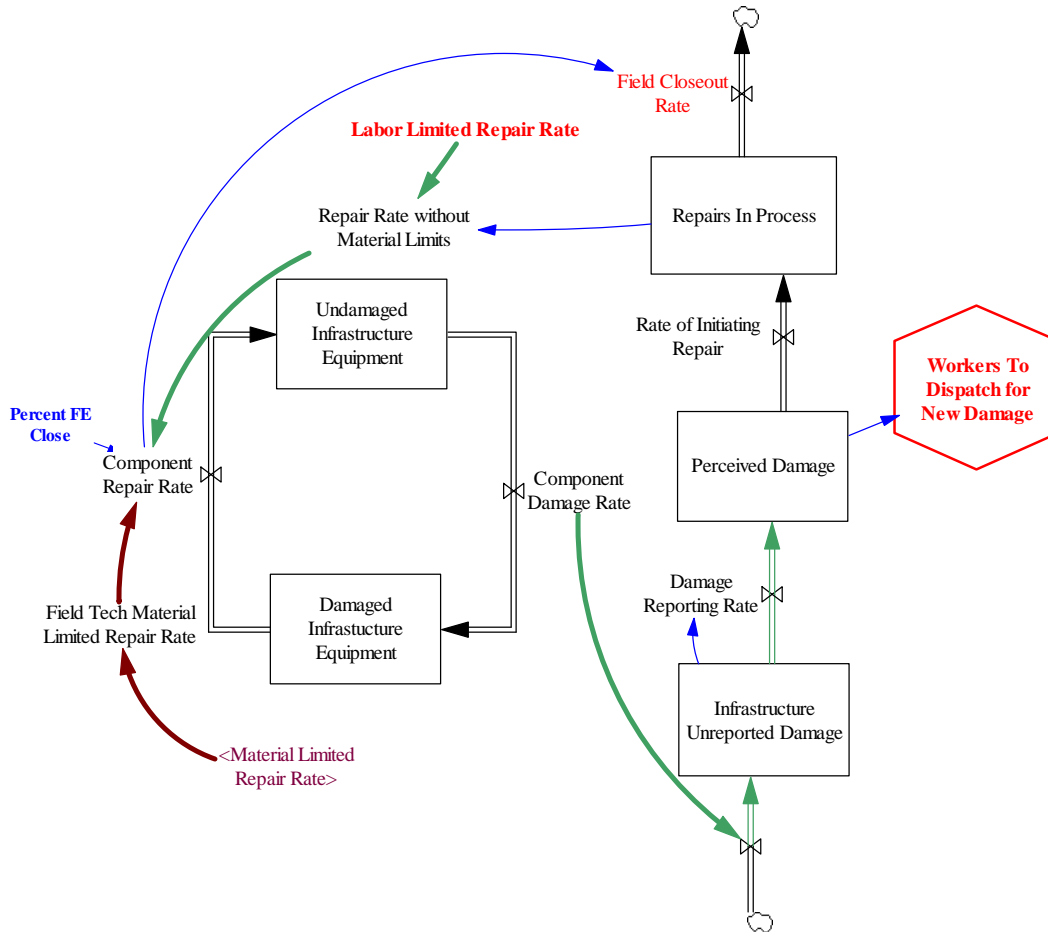 Field Closeout
Rate
Labor Limited Repair Rate
Repair Rate without
Material Limits
Repairs In Process
Undamaged
Infrastructure
Equipment
Rate of Initiating
Repair
Workers To
Dispatch for
New Damage
Percent FE
Close
Component
Repair Rate
Component
Damage Rate
Perceived Damage
Field Tech Material
Limited Repair Rate
Damaged
Infrastucture
Equipment
Damage
Reporting Rate
Infrastructure
Unreported Damage
<Material Limited
Repair Rate>